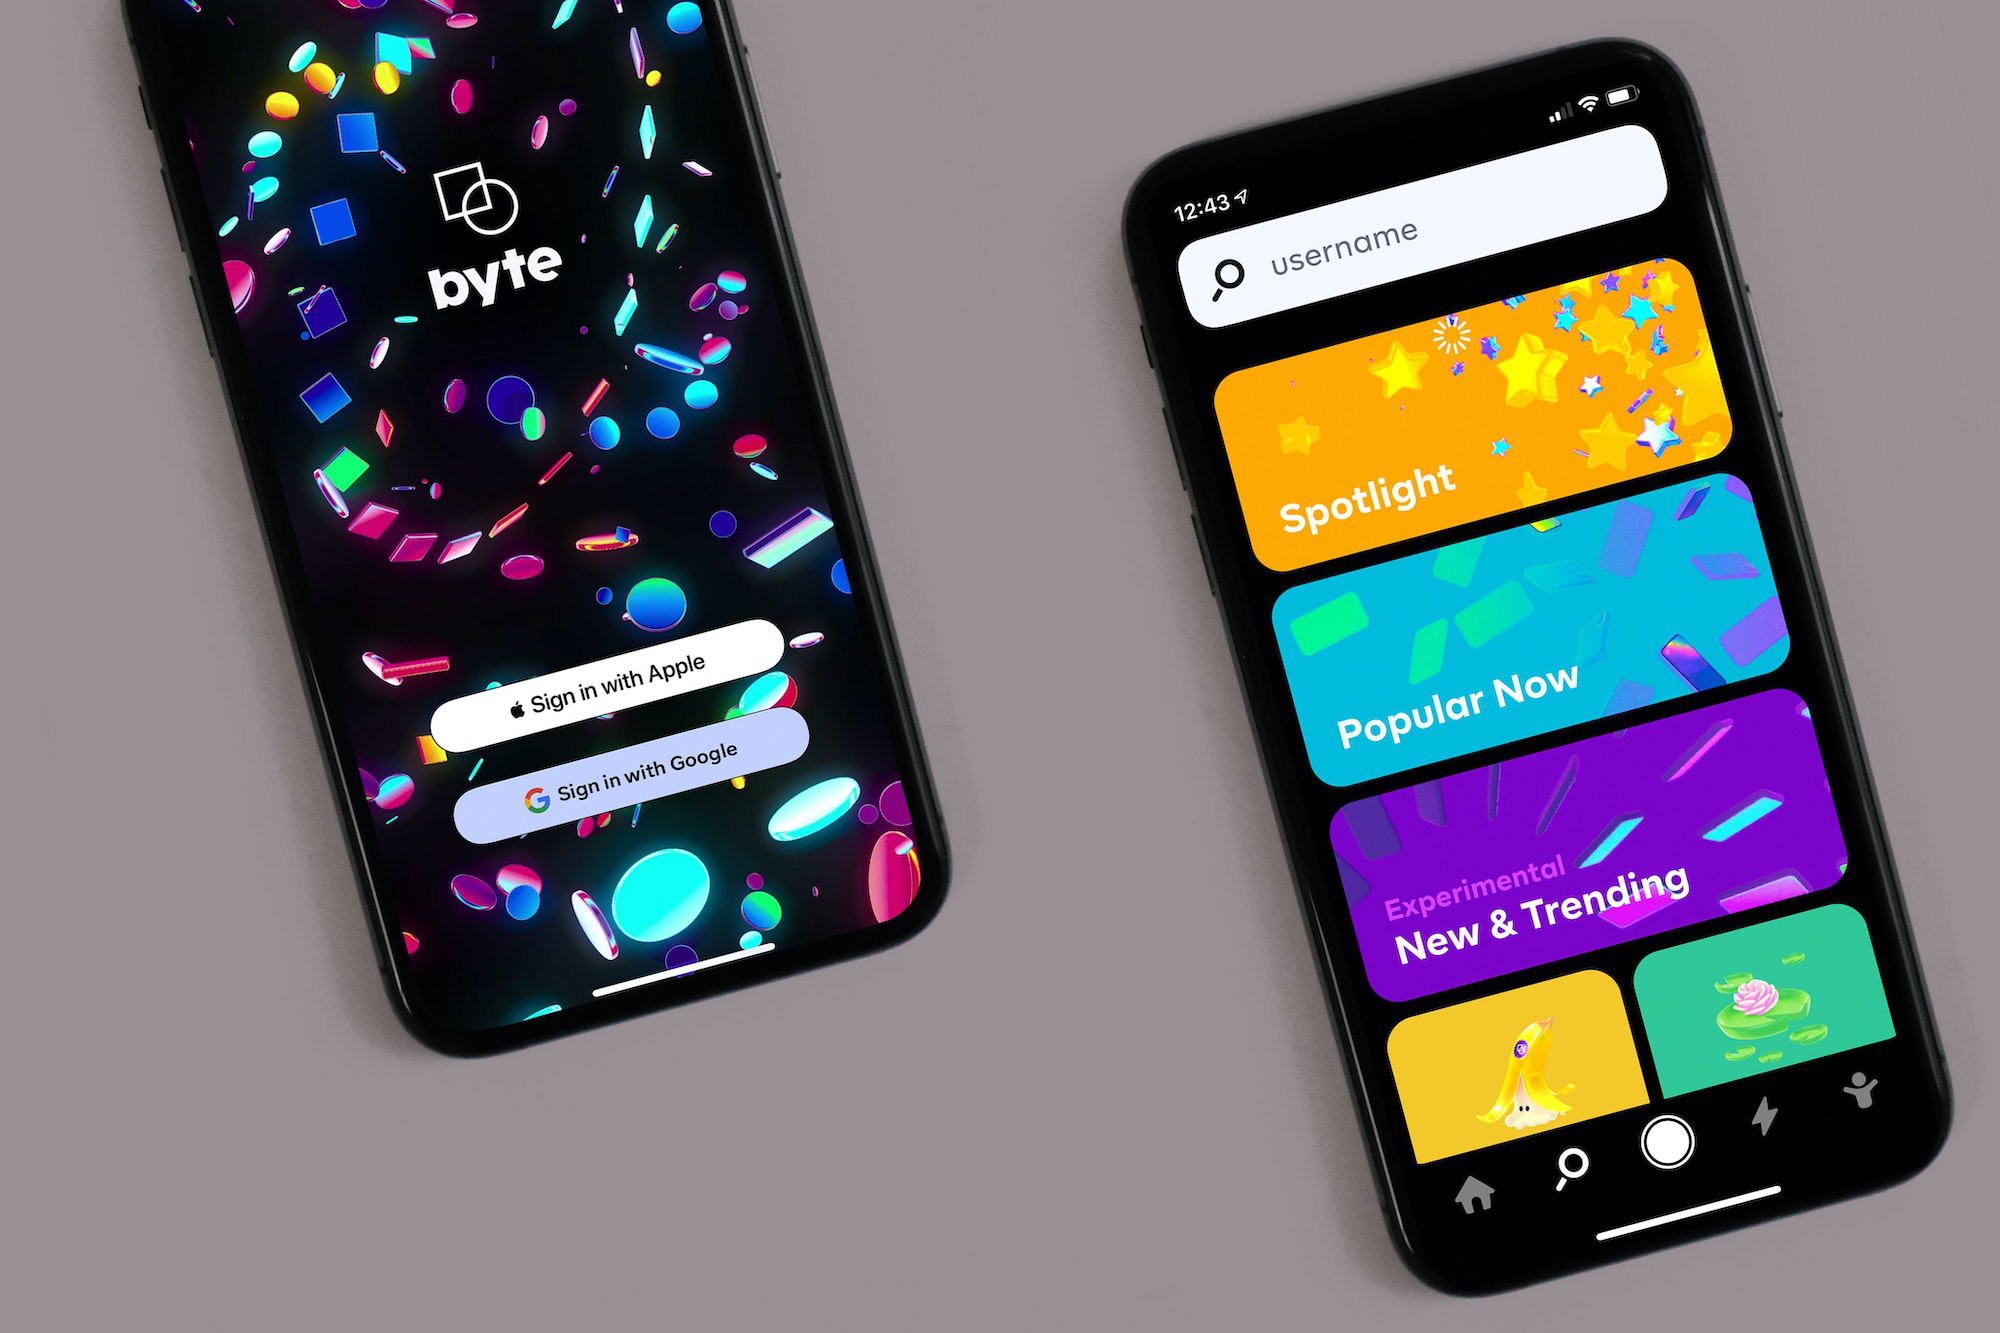 byte
Sign in with Apple
Sign in with Google
12:43
username
Spotlight
Popular Now
Experimental
New & Trending